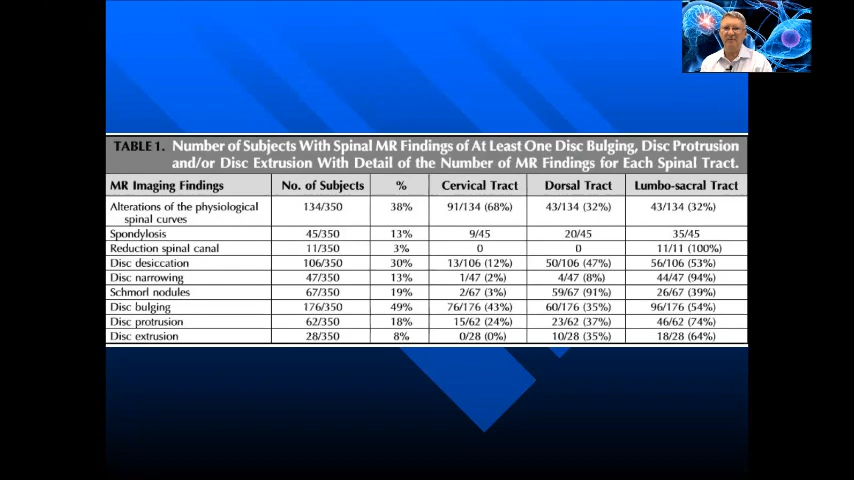 TABLE 1. Number of Subjects With Spinal MR Findings of At Least One Disc Bulging, Disc Protrusion
and/or Disc Extrusion With Detail of the Number of MR Findings for Each Spinal Tract.
MR Imaging Findings No. of Subjects % Cervical Tract Dorsal Tract Lumbo-sacral Tract
Alterations of the physiological 134/350 38% 91/134 (68%) 43/134 (32%) 43/134 (32%)
spinal curves
Spondylosis 45/350 13% 9/45 20/45 35/45
Reduction spinal canal 11/350 3% 0 0 11/11 (100%)
Disc desiccation 106/350 30% 13/106 (12%) 50/106 (47%) 56/106 (53%)
Disc narrowing 47/350 13% 1/47 (2%) 4/47 (8%) 44/47 (94%)
Schmorl nodules 67/350 19% 2/67 (3%) 59/67 (91%) 26/67 (39%)
Disc bulging 176/350 49% 76/176 (43%) 60/176 (35%) 96/176 (54%)
Disc protrusion 62/350 18% 15/62 (24%) 23/62 (37%) 46/62 (74%)
Disc extrusion 28/350 8% 0/28 (0%) 10/28 (35%) 18/28 (64%)